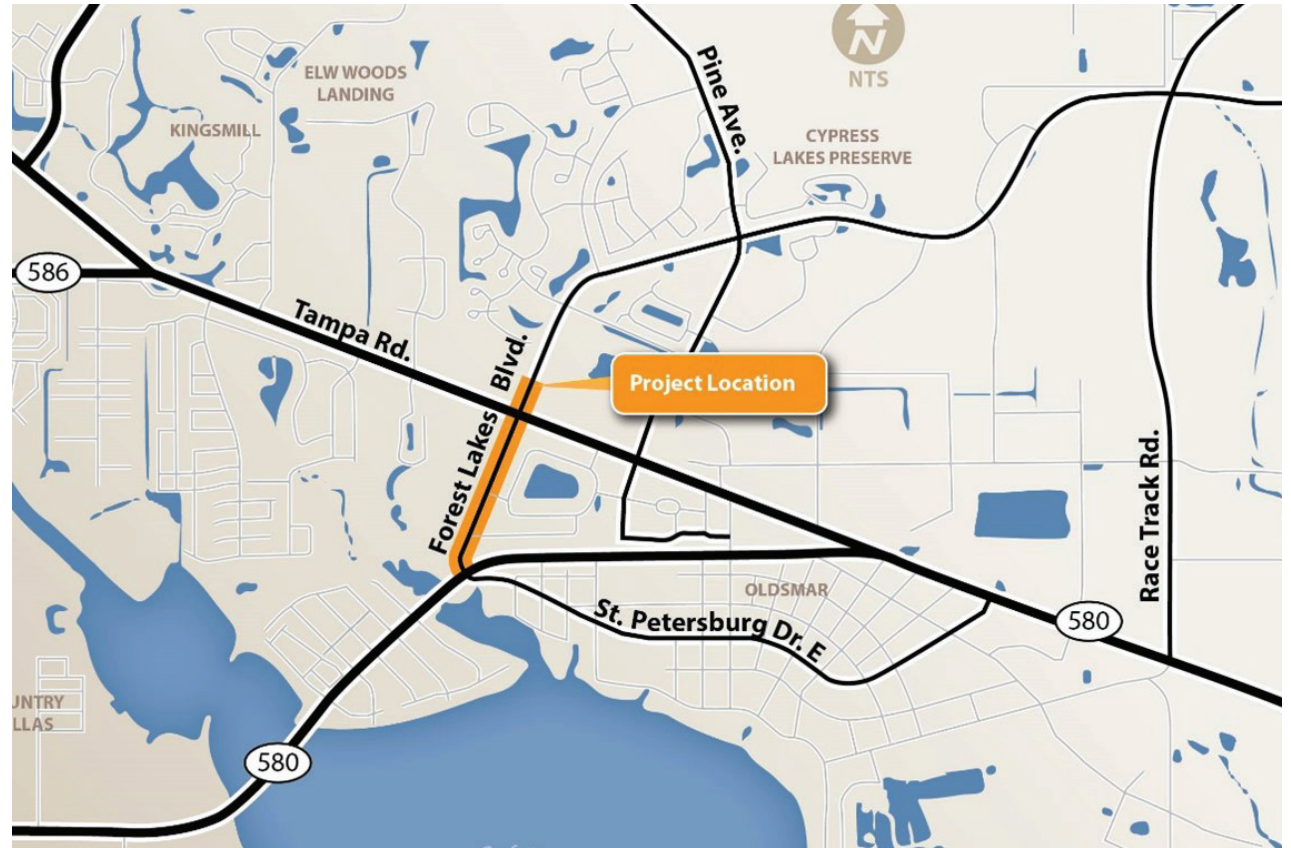 N
NTS
ELW WOODS
LANDING
KINGSMILL
Pine Ave.
CYPRESS
LAKES PRESERVE
586
Tampa Rd.
Forest Lakes Blvd.
Project Location
Race Track Rd.
OLDSMAR
St. Petersburg Dr. E
580
UNTRY
LLAS
580